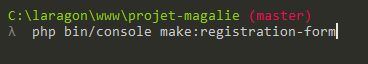 C:\laragon\www\projet-magalie (master)
λ php bin/console make:registration-form